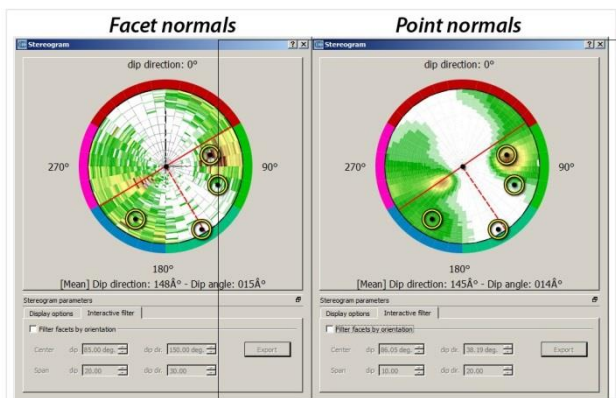 Facet normals
Point normals
Stereogram
dip direction: 0°
270°
90°
180°
[Mean] Dip direction: 148Â° - Dip angle: 015Â°
Stereogram parameters
Display options
Interactive filter
Filter facets by orientation
Center
dip
85.00 deg.
dip dir.
150.00 deg.
Export
Span
dip
20.00
dip dir.
30.00
Stereogram
dip direction: 0°
270°
90°
180°
[Mean] Dip direction: 145Â° - Dip angle: 014Â°
Stereogram parameters
Display options
Interactive filter
Filter facets by orientation
Center
dip
86.05 deg.
dip dir.
38.19 deg.
Export
Span
dip
10.00
dip dir.
20.00